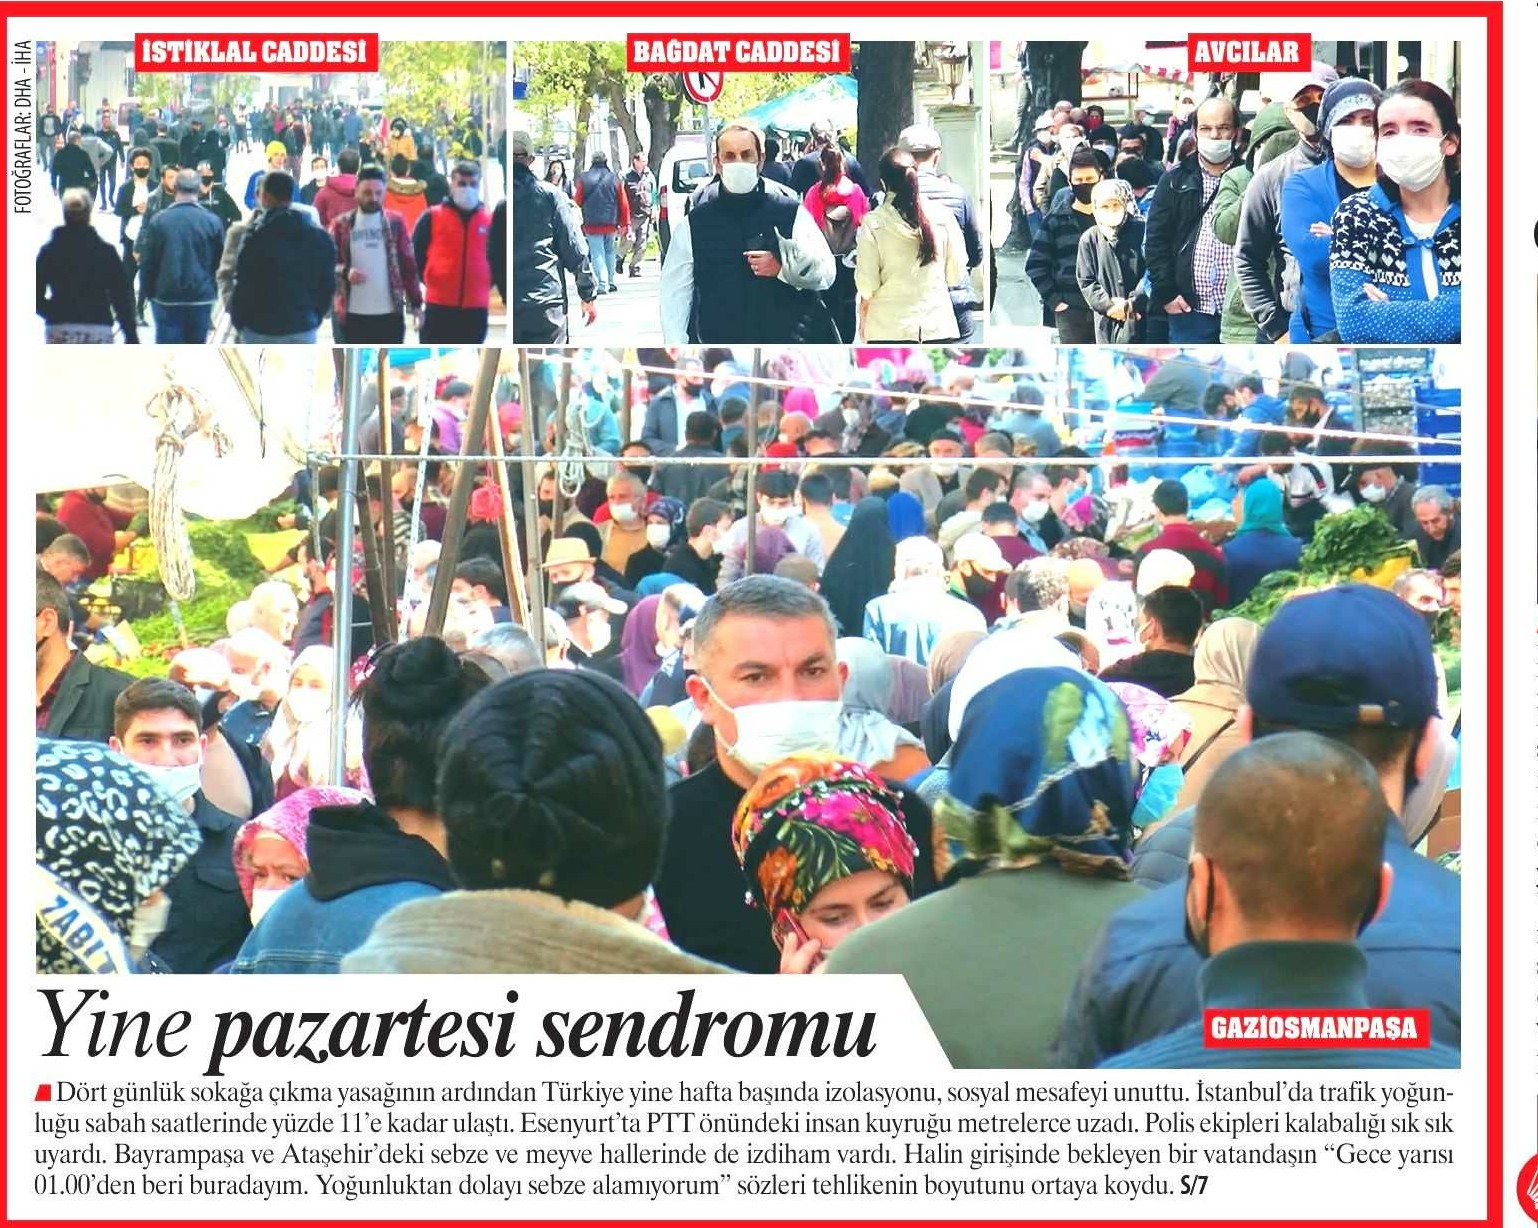 FOTOĞRAFLAR: DHA - İHA
İSTİKLAL CADDESİ
BAĞDAT CADDESİ
AVCILAR
ZABIT
GAZİOSMANPAŞA
Yine pazartesi sendromu
Dört günlük sokağa çıkma yasağının ardından Türkiye yine hafta başında izolasyonu, sosyal mesafeyi unuttu. İstanbul’da trafik yoğun-
luğu sabah saatlerinde yüzde 11’e kadar ulaştı. Esenyurt’ta PTT önündeki insan kuyruğu metrelerce uzadı. Polis ekipleri kalabalığı sık sık
uyardı. Bayrampaşa ve Ataşehir’deki sebze ve meyve hallerinde de izdiham vardı. Halin girişinde bekleyen bir vatandaşın “Gece yarısı
01.00’den beri buradayım. Yoğunluktan dolayı sebze alamıyorum” sözleri tehlikenin boyutunu ortaya koydu. S/7